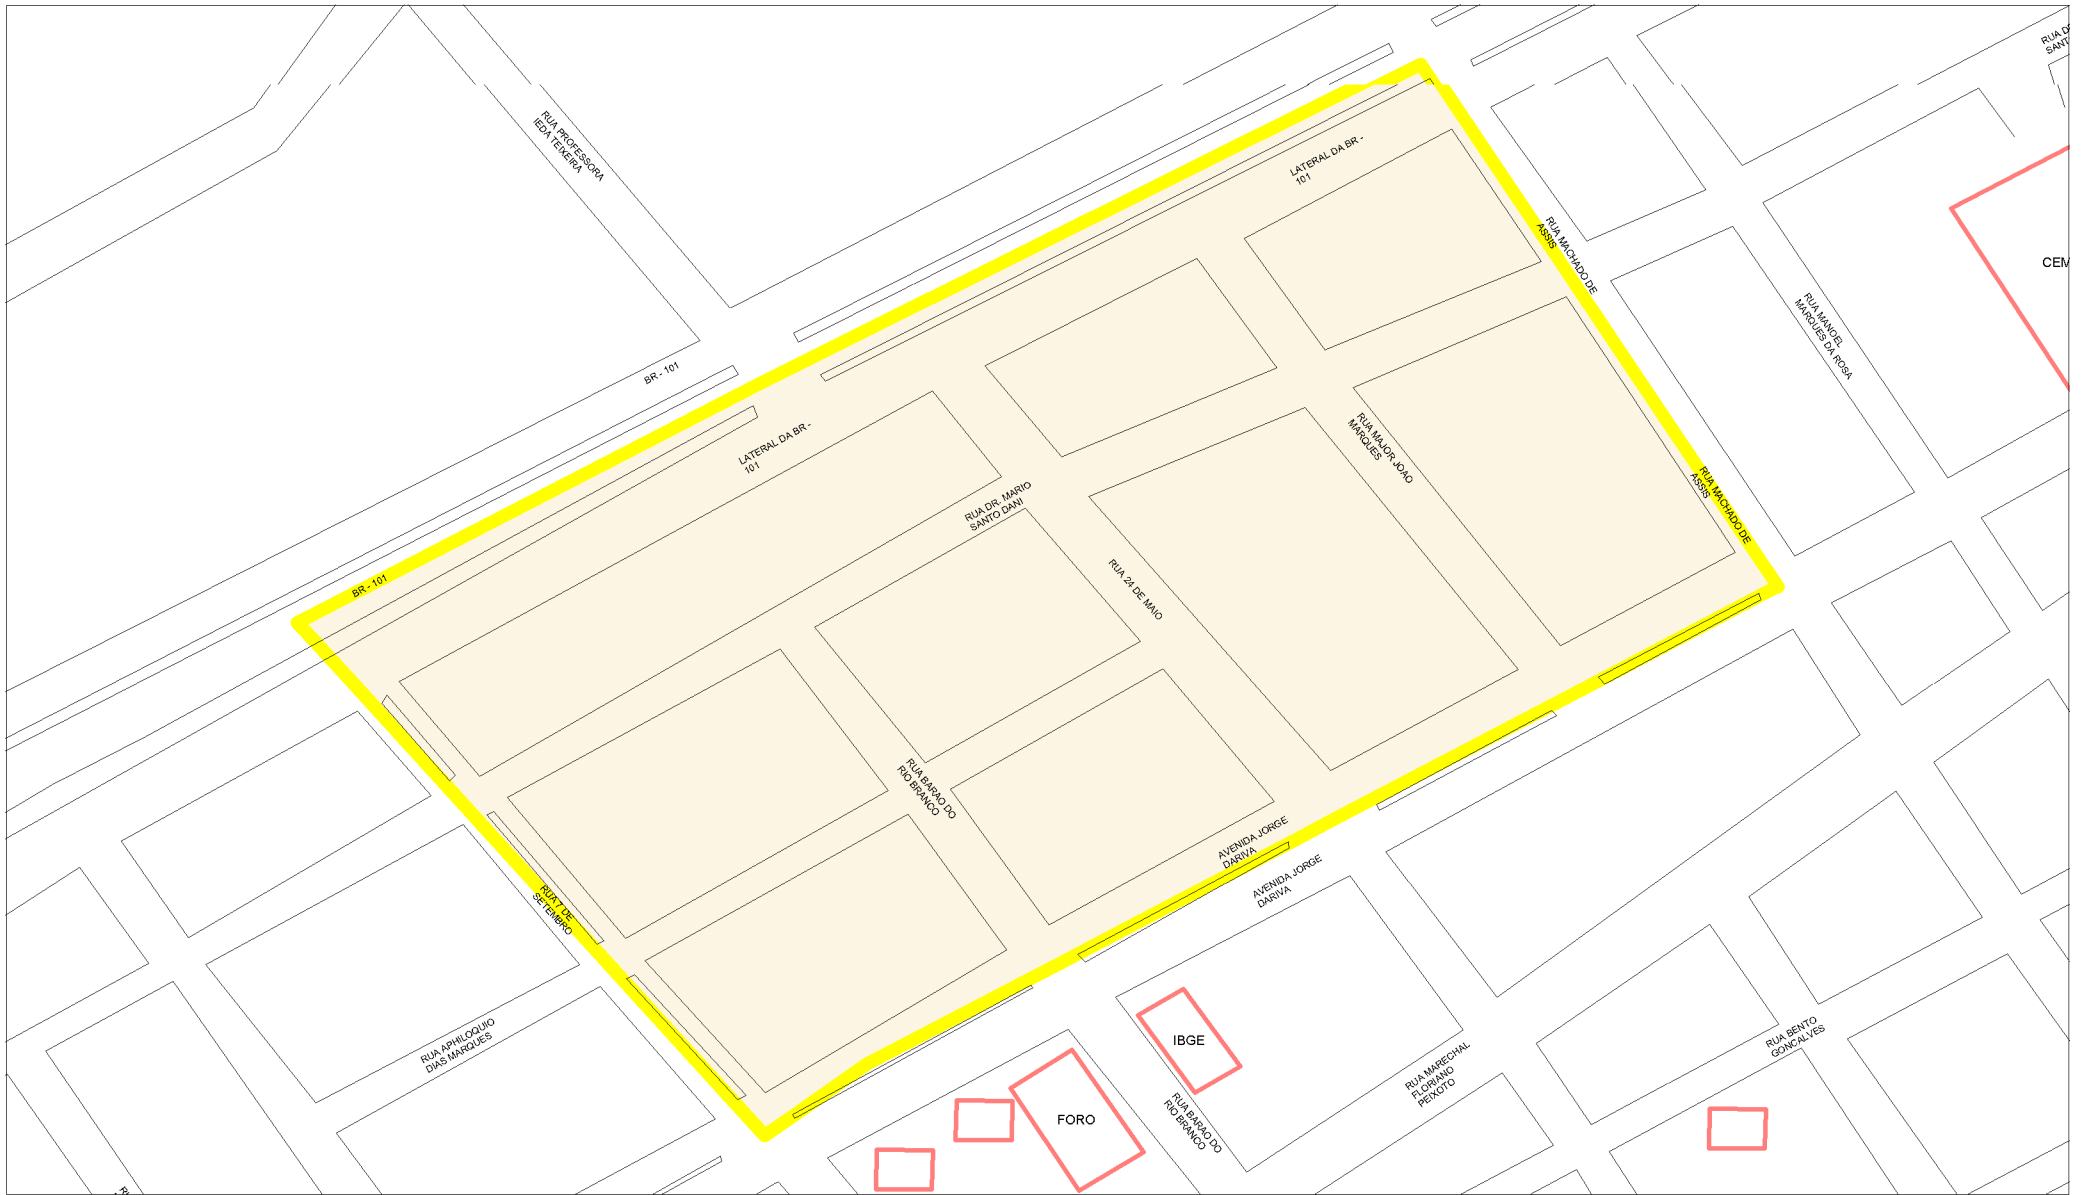 RUA PROFESSORA
IEDA TEIXEIRA
LATERAL DA BR -
101
RUA MACHADO DE
ASSIS
CEM
RUA MANOEL
MARQUES DA ROSA
BR - 101
LATERAL DA BR -
101
RUA MAJOR JOAO
MARQUES
RUA DR. MARIO
SANTO DANI
RUA MACHADO DE
ASSIS
BR - 101
RUA 24 DE MAIO
RUA BARAO DO
RIO BRANCO
AVENIDA JORGE
DARIVA
AVENIDA JORGE
DARIVA
RUA 7 DE
SETEMBRO
RUA APHILOQUIO
DIAS MARQUES
IBGE
RUA BENTO
GONCALVES
RUA MARECHAL
FLORIANO
PEIXOTO
FORO
RUA BARAO DO
RIO BRANCO